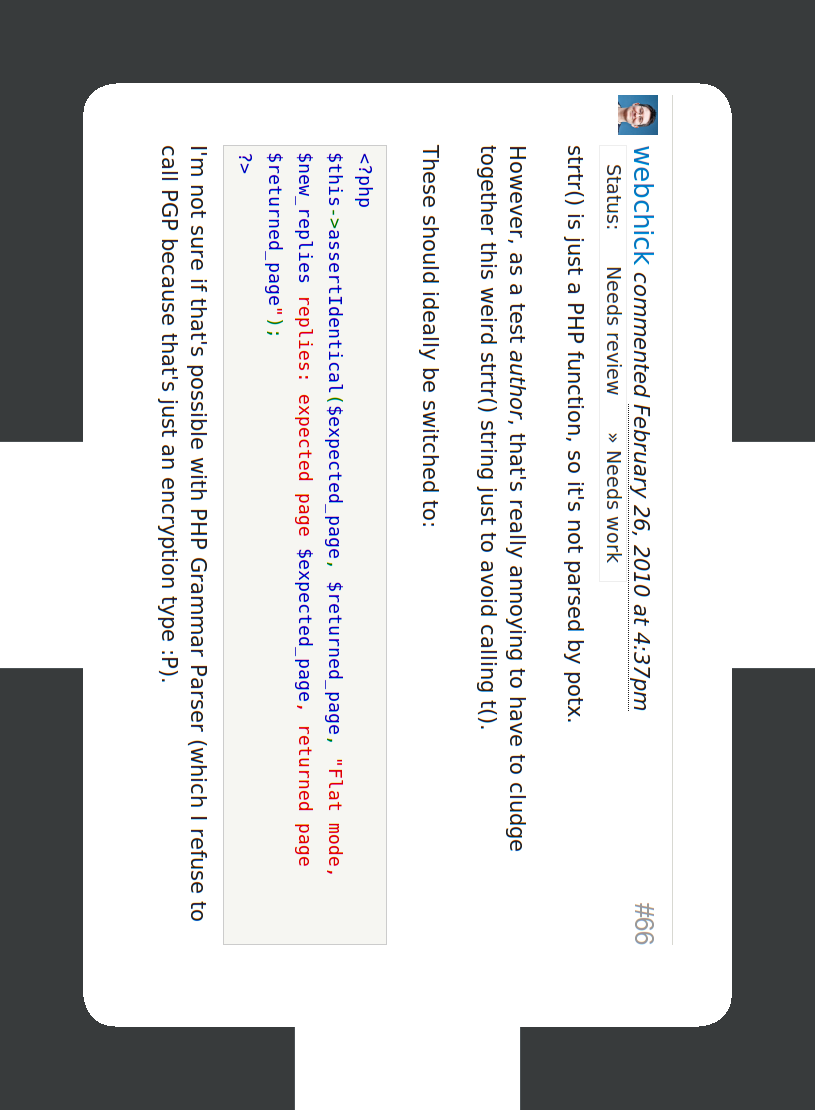 webchick commented February 26, 2010 at 4:37pm
#66
Status: Needs review » Needs work
strtr() is just a PHP function, so it's not parsed by potx.
However, as a test author, that's really annoying to have to cludge
together this weird strtr() string just to avoid calling t().
These should ideally be switched to:
<?php
$this->assertIdentical($expected_page, $returned_page, "Flat mode,
$new_replies replies: expected page $expected_page, returned page
$returned_page");
?>
I'm not sure if that's possible with PHP Grammar Parser (which I refuse to
call PGP because that's just an encryption type :P).